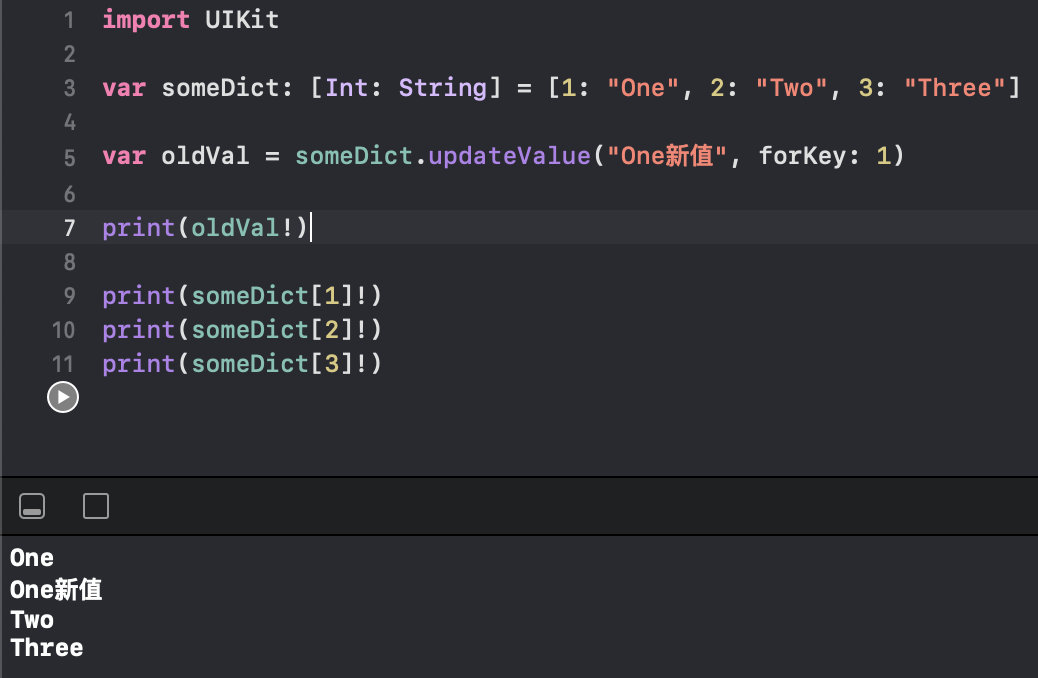 1 import UIKit
2
3 var someDict: [Int: String] = [1: "One", 2: "Two", 3: "Three"]
4
5 var oldVal = someDict.updateValue("One新值", forKey: 1)
6
7 print(oldVal!)
8
9 print(someDict[1]!)
10 print(someDict[2]!)
11 print(someDict[3]!)
One
One新值
Two
Three